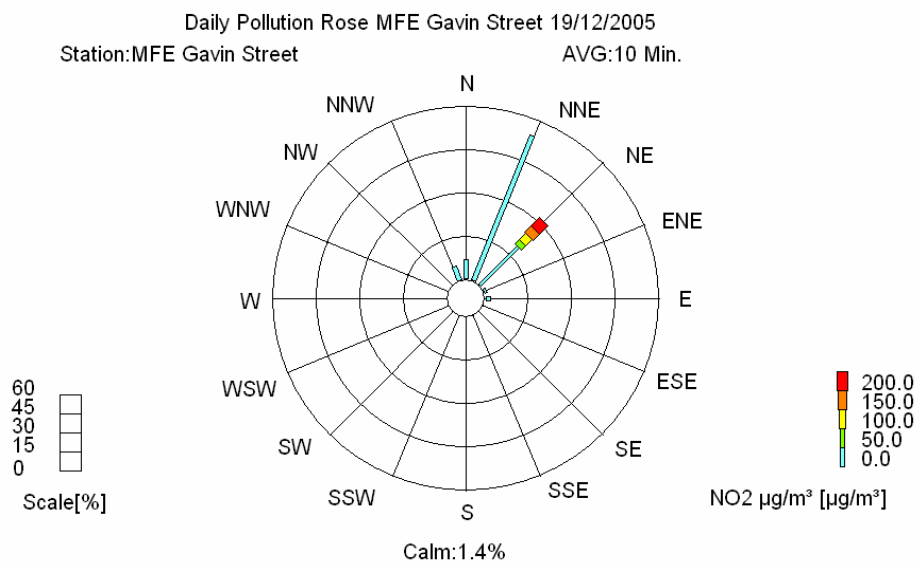 Daily Pollution Rose MFE Gavin Street 19/12/2005
Station:MFE Gavin Street AVG:10 Min.
N
NNW NNE
NW NE
WNW ENE
W E
WSW ESE
SW SE
SSW SSE
S
60
45
30
15
0
Scale[%]
200.0
150.0
100.0
50.0
0.0
NO2 µg/m³ [µg/m³]
Calm:1.4%